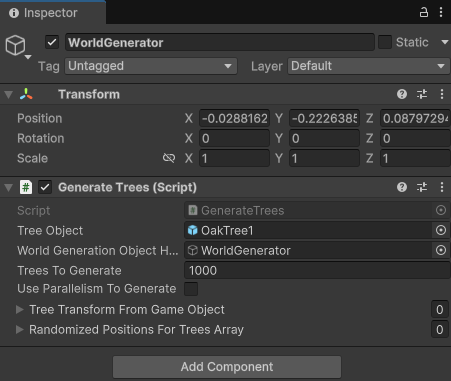 Inspector
WorldGenerator Static
Tag Untagged Layer Default
Transform
Position X -0.0288162 Y -0.2226385 Z 0.0879729
Rotation X 0 Y 0 Z 0
Scale X 1 Y 1 Z 1
# Generate Trees (Script)
Script # GenerateTrees
Tree Object OakTree1
World Generation Object H... WorldGenerator
Trees To Generate 1000
Use Parallelism To Generate
Tree Transform From Game Object 0
Randomized Positions For Trees Array 0
Add Component